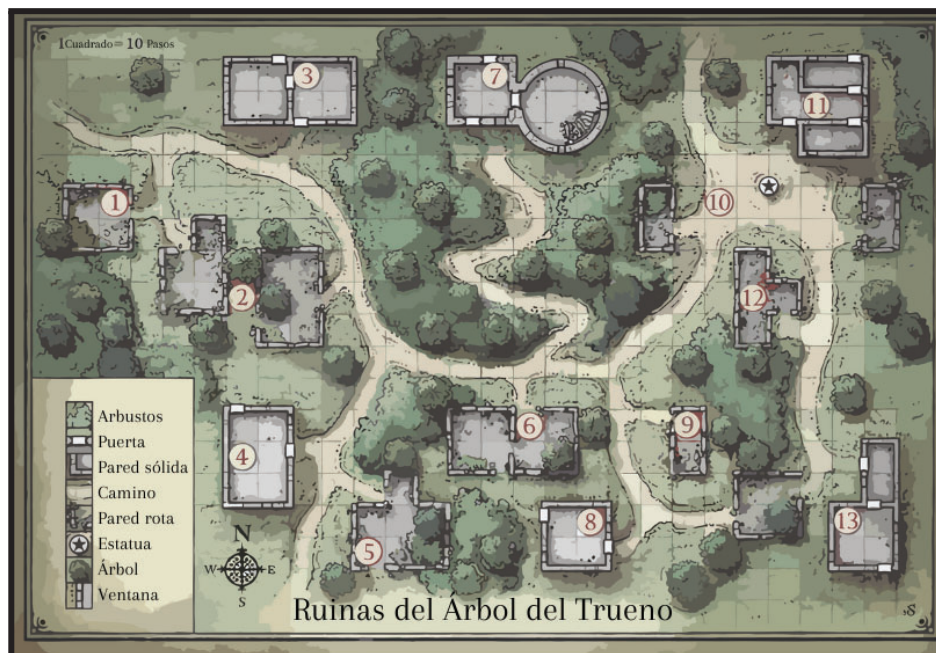 1Cuadrado= 10 Pasos
3
7
11
1
10
2
12
Arbustos
Puerta
Pared sólida
Camino
Pared rota
Estatua
Árbol
Ventana
4
6
9
5
8
13
N
W E
S
Ruinas del Árbol del Trueno